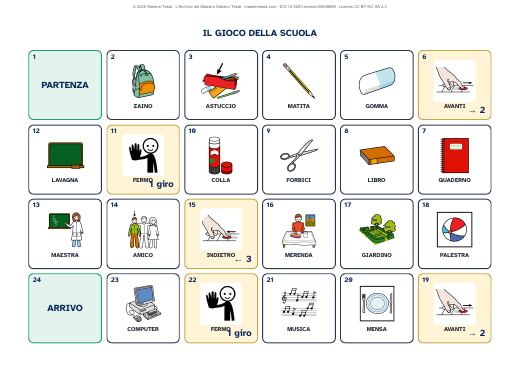 IL GIOCO DELLA SCUOLA
1
PARTENZA
2
ZAINO
3
ASTUCCIO
4
MATITA
5
GOMMA
6
AVANTI → 2
12
LAVAGNA
11
FERMO
1 giro
10
COLLA
9
FORBICI
8
LIBRO
7
QUADERNO
13
MAESTRA
14
AMICO
15
INDIETRO
← 3
16
MERENDA
17
GIARDINO
18
PALESTRA
24
ARRIVO
23
COMPUTER
22
FERMO
1 giro
21
MUSICA
20
MENSA
19
AVANTI → 2